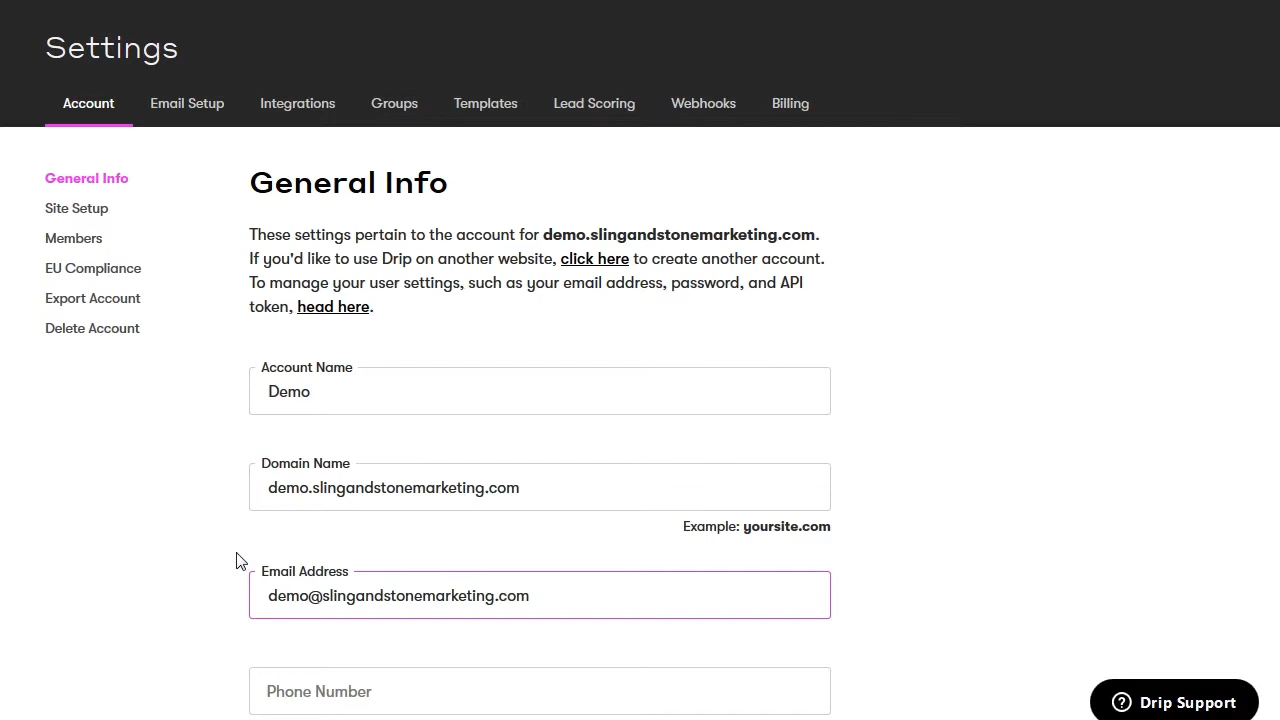 Settings
Account
Email Setup
Integrations
Groups
Templates
Lead Scoring
Webhooks
Billing
General Info
Site Setup
Members
EU Compliance
Export Account
Delete Account
General Info
These settings pertain to the account for demo.slingandstonemarketing.com.
If you'd like to use Drip on another website, click here to create another account.
To manage your user settings, such as your email address, password, and API
token, head here.
Account Name
Demo
Domain Name
demo.slingandstonemarketing.com
Example: yoursite.com
Email Address
demo@slingandstonemarketing.com
Phone Number
Drip Support